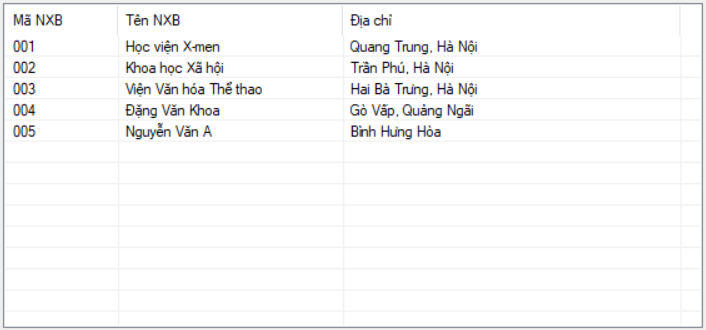 Mã NXB Tên NXB Địa chỉ
001 Học viện X-men Quang Trung, Hà Nội
002 Khoa học Xã hội Trần Phú, Hà Nội
003 Viện Văn hóa Thể thao Hai Bà Trưng, Hà Nội
004 Đặng Văn Khoa Gò Vấp, Quảng Ngãi
005 Nguyễn Văn A Bình Hưng Hòa